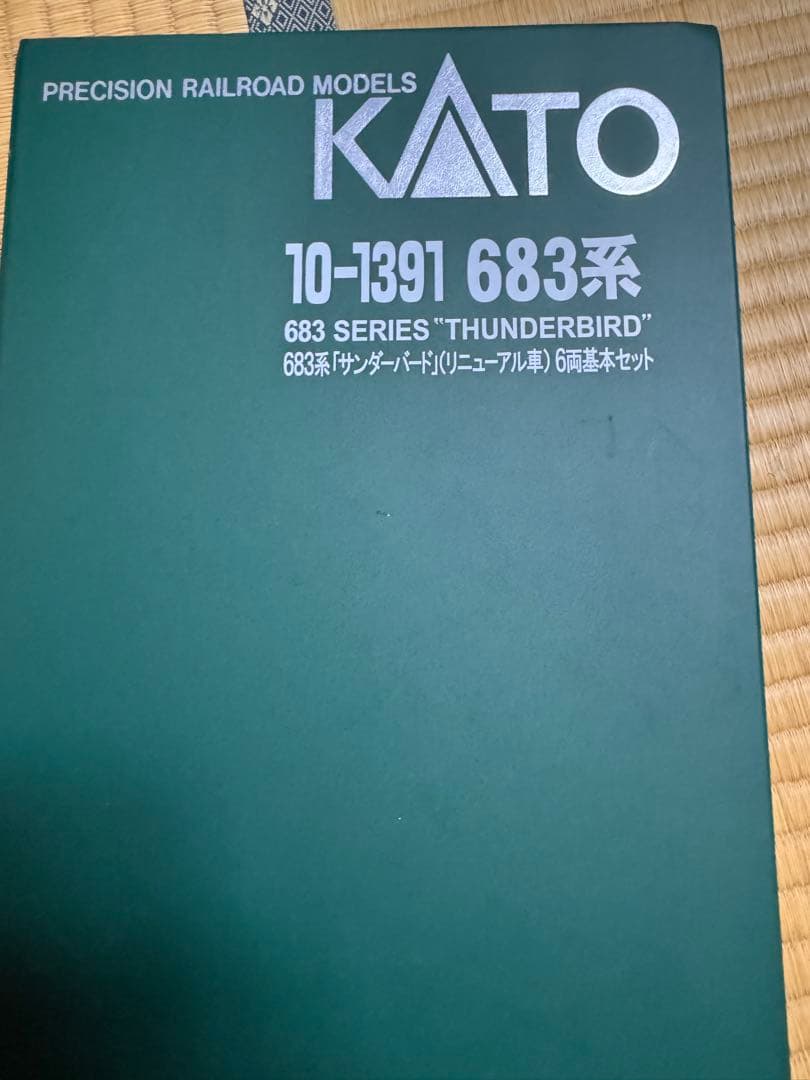 PRECISION RAILROAD MODELS
KATO
10-1391 683系
683 SERIES "THUNDERBIRD"
683系「サンダーバード」(リニューアル車) 6両基本セット